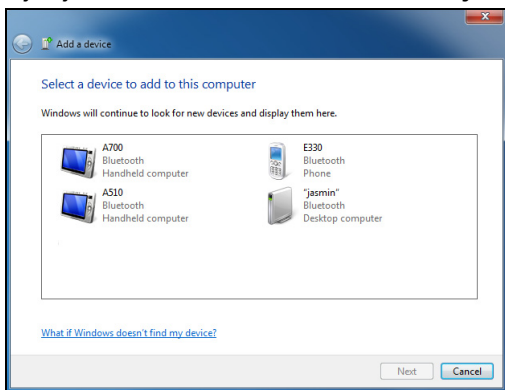 Add a device
Select a device to add to this computer
Windows will continue to look for new devices and display them here.
A700
Bluetooth
Handheld computer
E330
Bluetooth
Phone
A510
Bluetooth
Handheld computer
"jasmin"
Bluetooth
Desktop computer
What if Windows doesn't find my device?
Next
Cancel